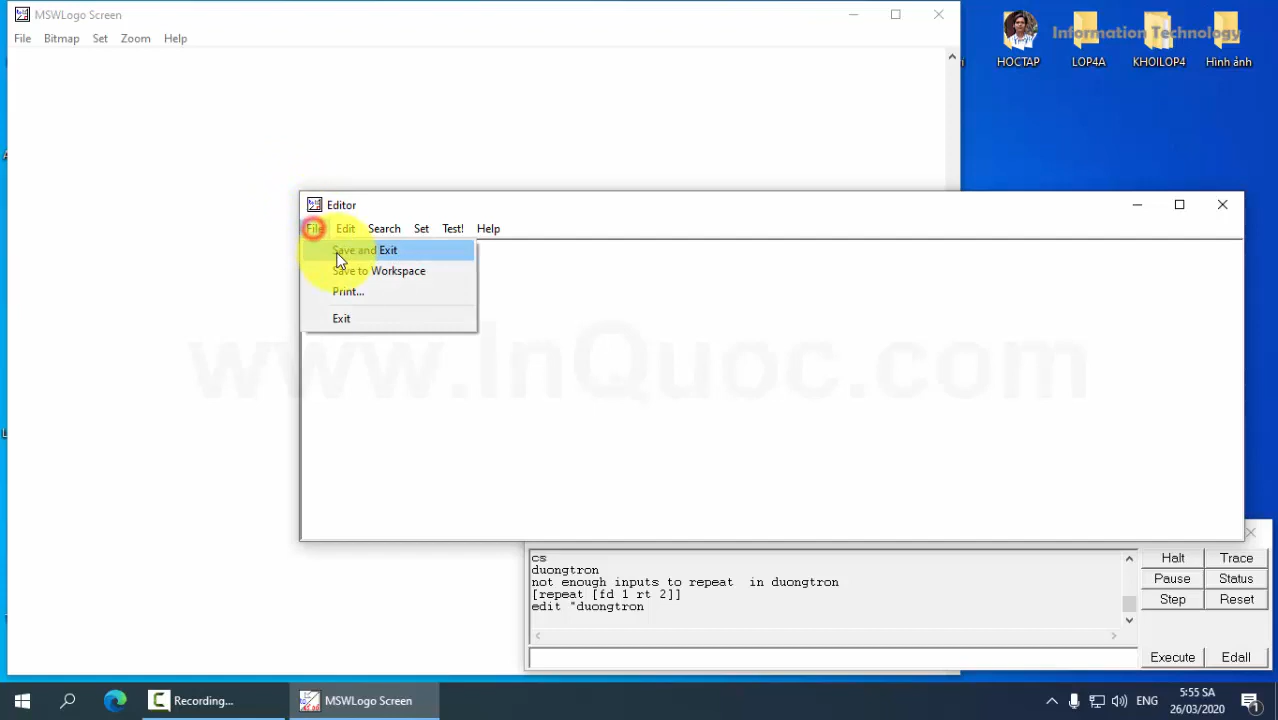 MSWLogo Screen
File Bitmap Set Zoom Help
Information Technology
HOCTAP LOP4A KHOILOP4 Hình ảnh
Editor
File Edit Search Set Test! Help
Save and Exit
Save to Workspace
Print...
Exit
www.InQuoc.com
cs
duongtron
not enough inputs to repeat in duongtron
[repeat [fd 1 rt 2]]
edit "duongtron
Halt Trace
Pause Status
Step Reset
Execute Edall
Recording...
MSWLogo Screen
ENG
5:55 SA
26/03/2020
1